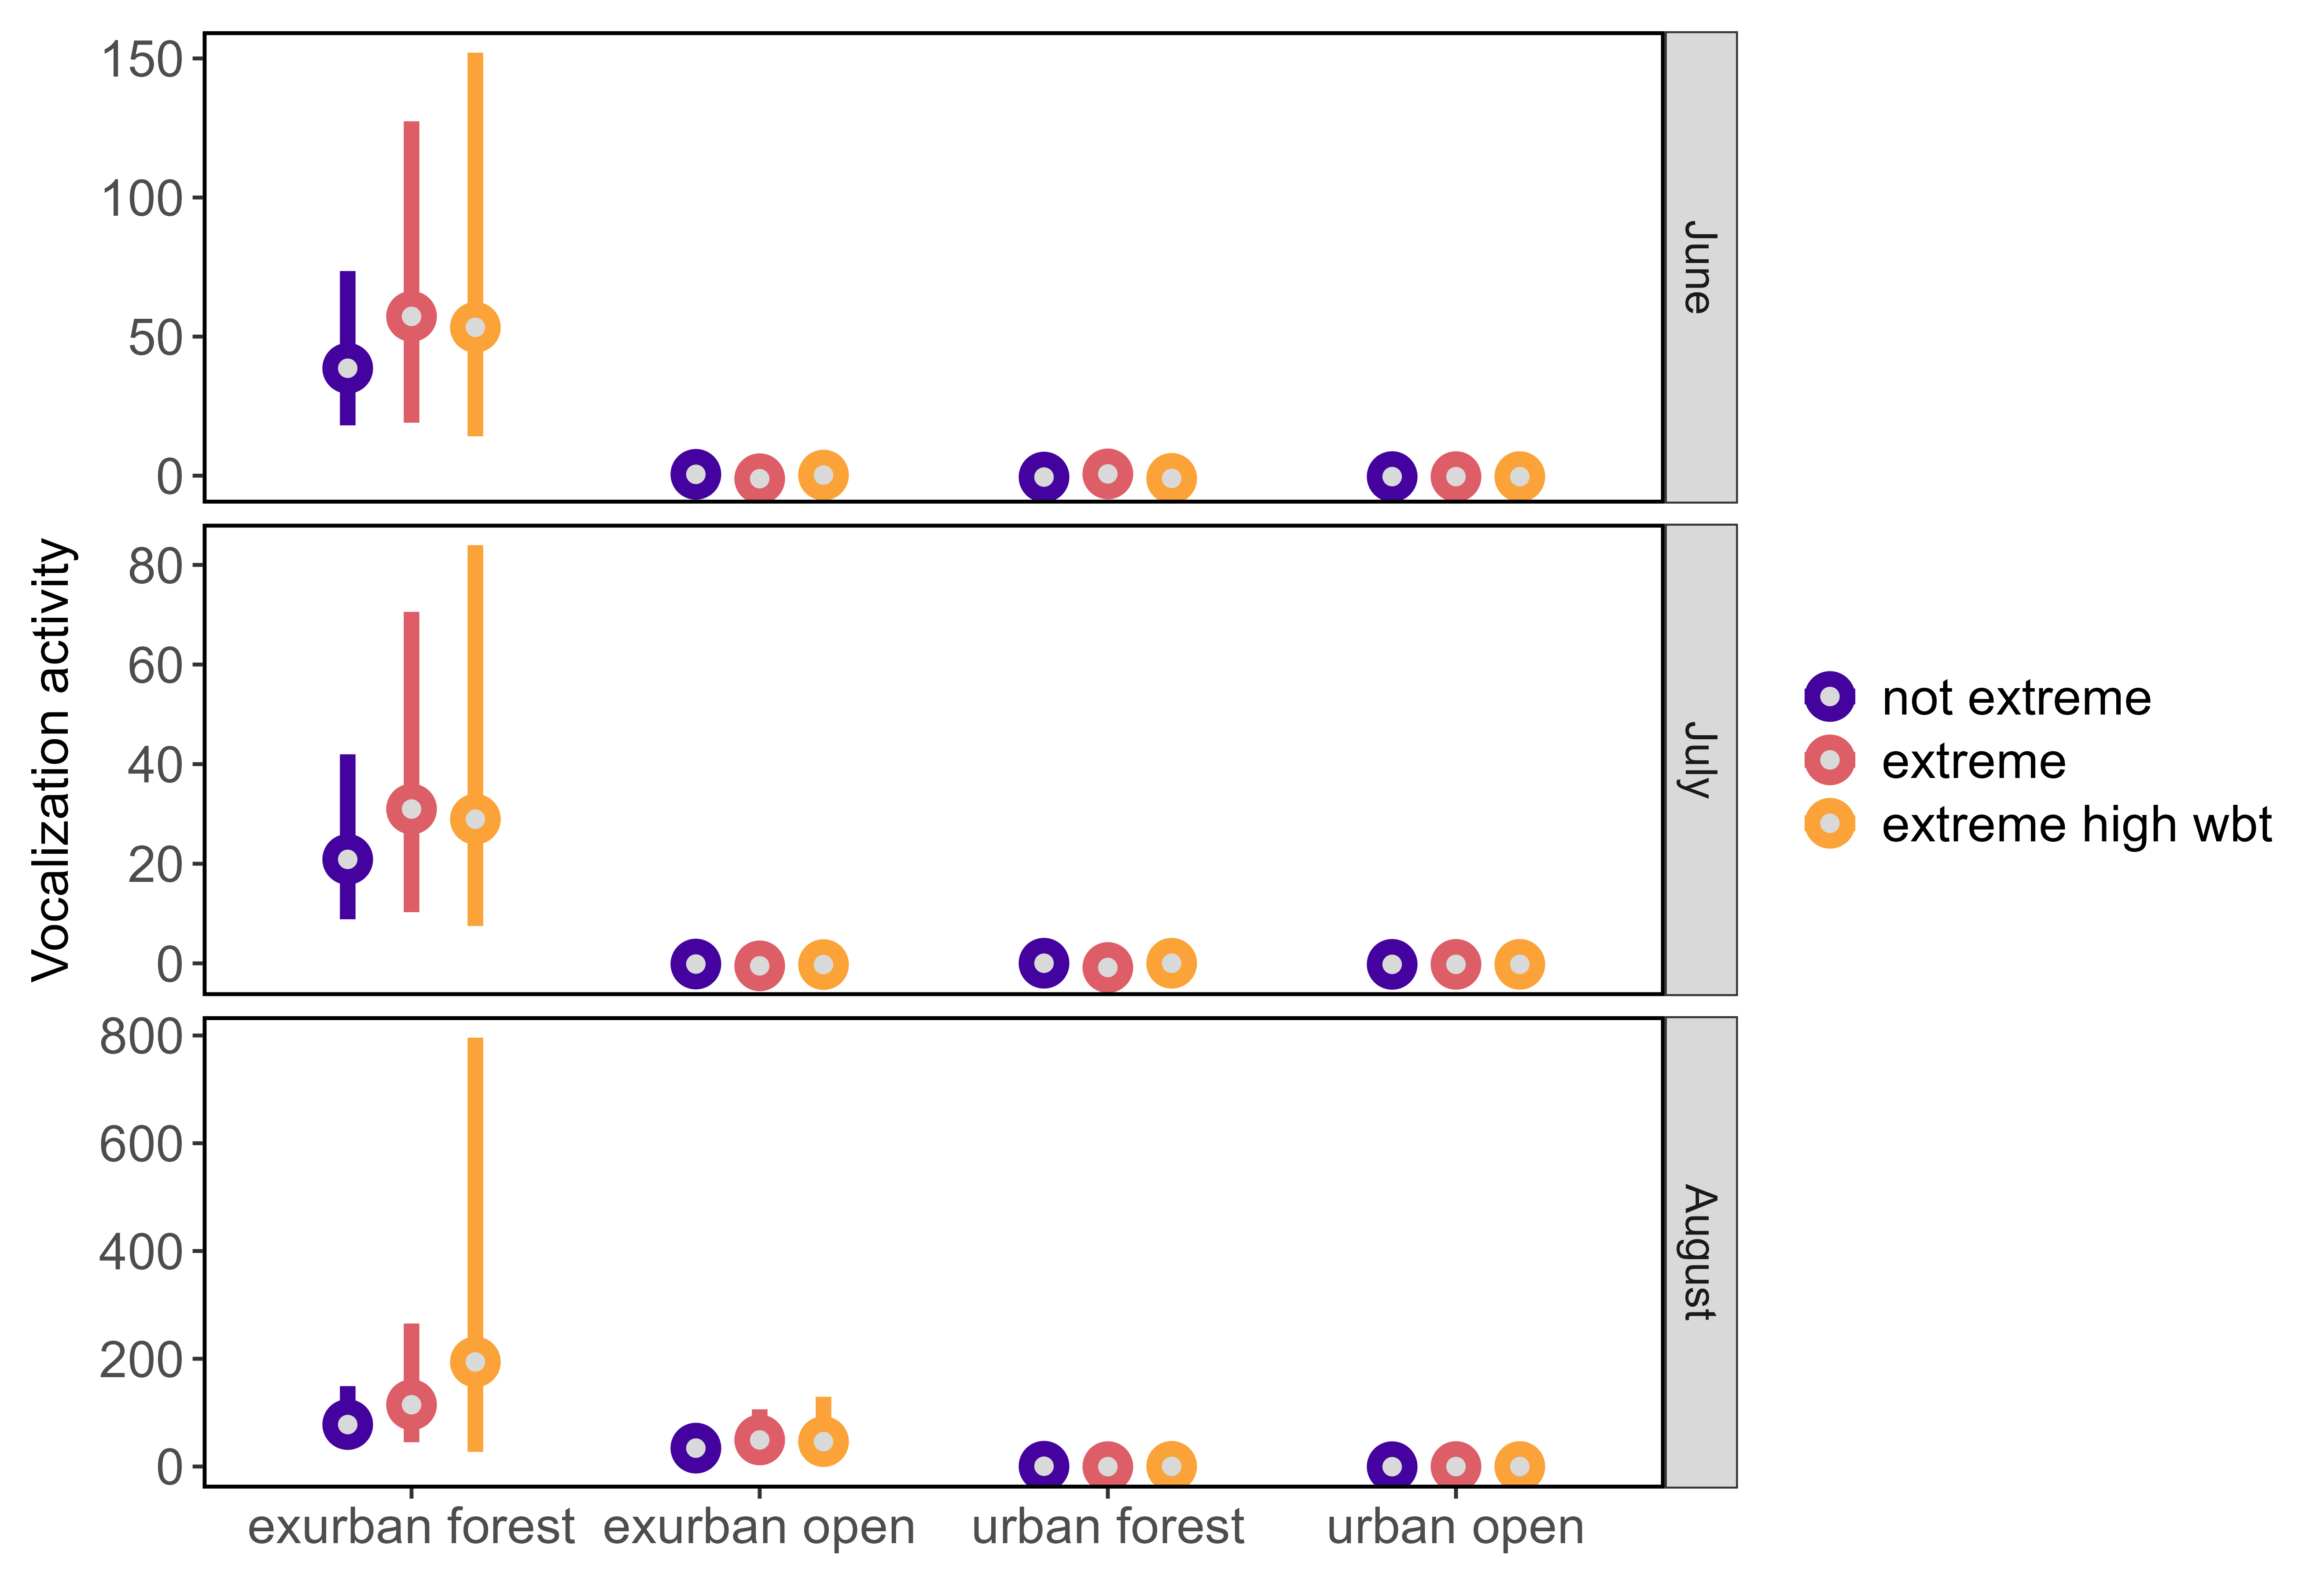 Vocalization activity
150
100
50
0
June
80
60
40
20
0
July
800
600
400
200
0
August
exurban forest exurban open urban forest urban open
not extreme
extreme
extreme high wbt